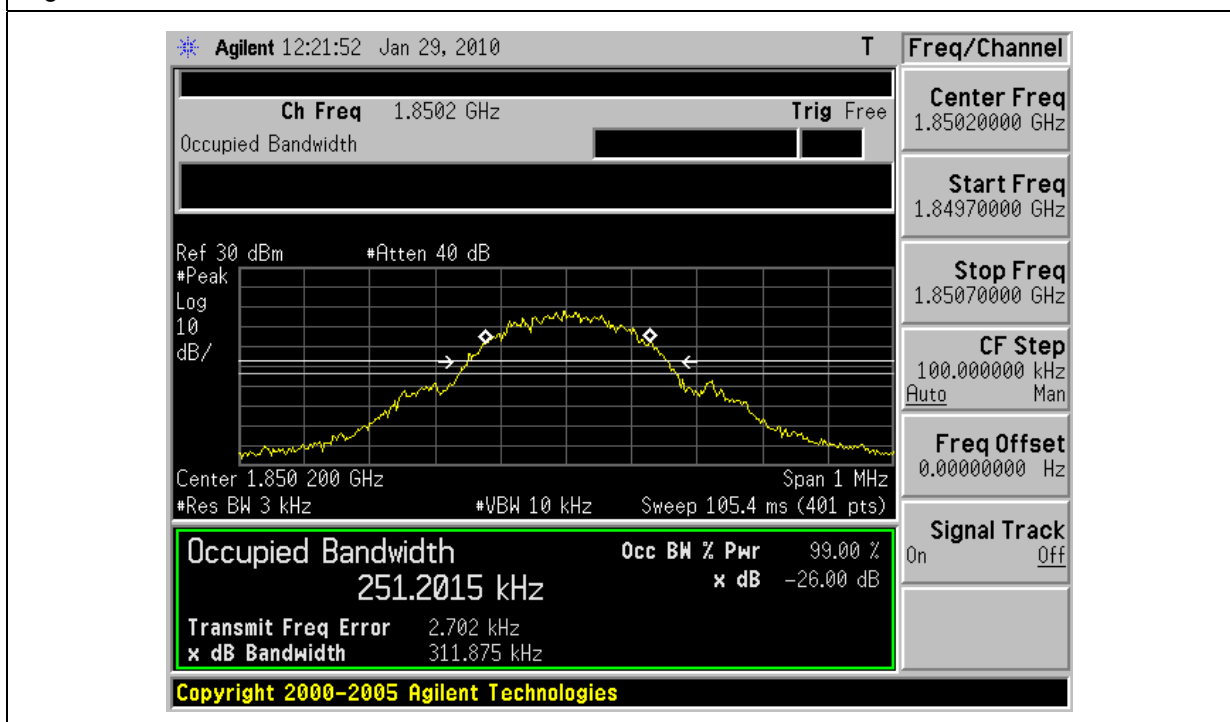 Agilent 12:21:52 Jan 29, 2010 T
Freq/Channel
Ch Freq 1.8502 GHz Trig Free
Occupied Bandwidth
Center Freq
1.85020000 GHz
Start Freq
1.84970000 GHz
Stop Freq
1.85070000 GHz
CF Step
100.000000 kHz
Auto Man
Freq Offset
0.00000000 Hz
Signal Track
On Off
Ref 30 dBm #Atten 40 dB
#Peak
Log
10
dB/
Center 1.850 200 GHz Span 1 MHz
#Res BW 3 kHz #VBW 10 kHz Sweep 105.4 ms (401 pts)
Occupied Bandwidth Occ BW % Pwr 99.00 %
251.2015 kHz x dB -26.00 dB
Transmit Freq Error 2.702 kHz
x dB Bandwidth 311.875 kHz
Copyright 2000-2005 Agilent Technologies